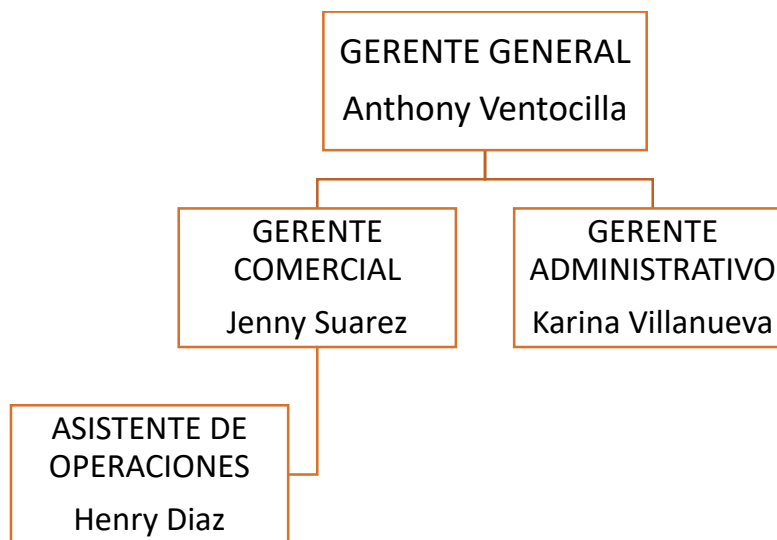 GERENTE GENERAL
Anthony Ventocilla
GERENTE
COMERCIAL
Jenny Suarez
GERENTE
ADMINISTRATIVO
Karina Villanueva
ASISTENTE DE
OPERACIONES
Henry Diaz